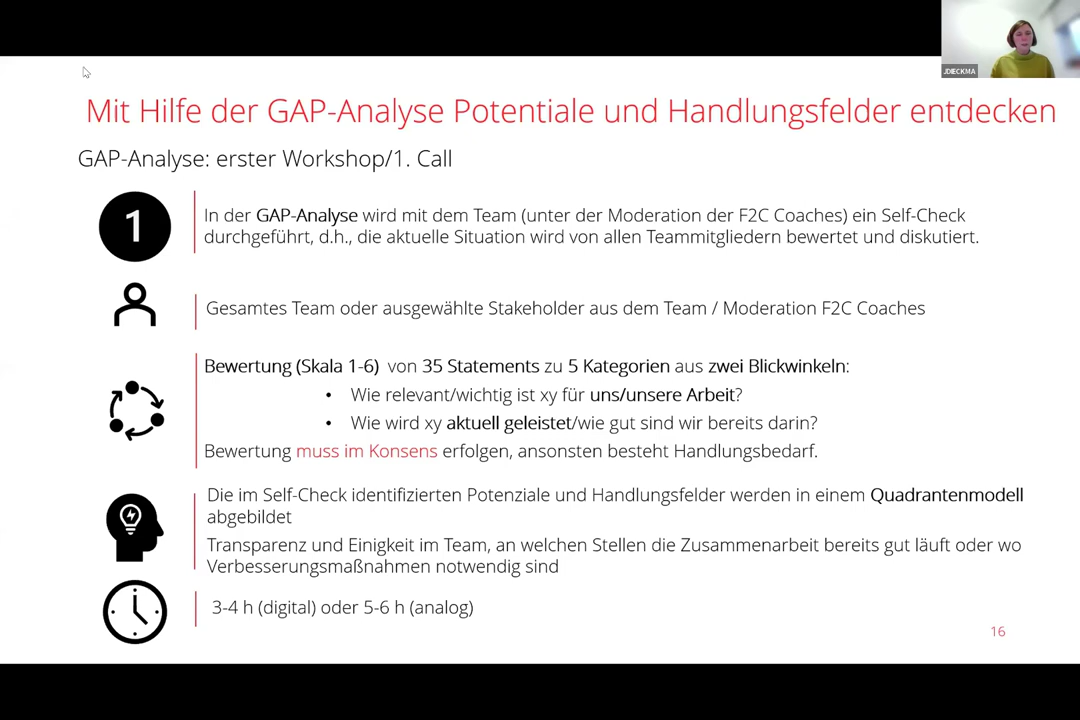 JDIECKMA
Mit Hilfe der GAP-Analyse Potentiale und Handlungsfelder entdecken
GAP-Analyse: erster Workshop/1. Call
1
In der GAP-Analyse wird mit dem Team (unter der Moderation der F2C Coaches) ein Self-Check
durchgeführt, d.h., die aktuelle Situation wird von allen Teammitgliedern bewertet und diskutiert.
Gesamtes Team oder ausgewählte Stakeholder aus dem Team / Moderation F2C Coaches
Bewertung (Skala 1-6) von 35 Statements zu 5 Kategorien aus zwei Blickwinkeln:
• Wie relevant/wichtig ist xy für uns/unsere Arbeit?
• Wie wird xy aktuell geleistet/wie gut sind wir bereits darin?
Bewertung muss im Konsens erfolgen, ansonsten besteht Handlungsbedarf.
Die im Self-Check identifizierten Potenziale und Handlungsfelder werden in einem Quadrantenmodell
abgebildet
Transparenz und Einigkeit im Team, an welchen Stellen die Zusammenarbeit bereits gut läuft oder wo
Verbesserungsmaßnahmen notwendig sind
3-4 h (digital) oder 5-6 h (analog)
16